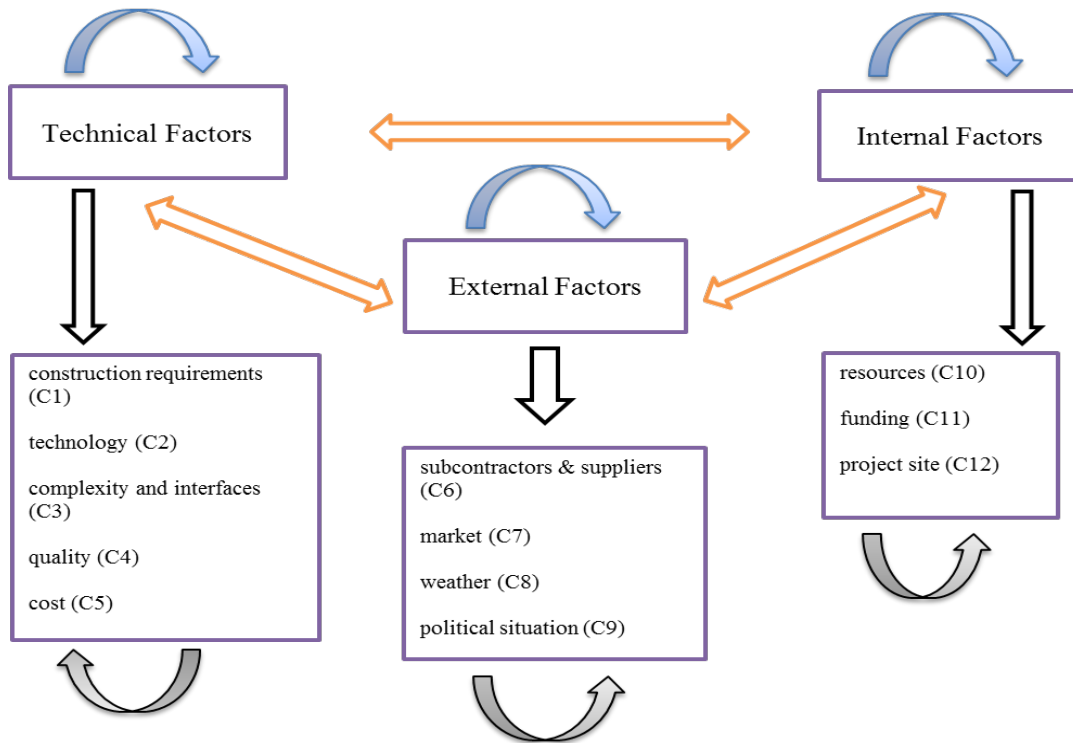 Technical Factors
Internal Factors
External Factors
construction requirements
(C1)
technology (C2)
complexity and interfaces
(C3)
quality (C4)
cost (C5)
subcontractors & suppliers
(C6)
market (C7)
weather (C8)
political situation (C9)
resources (C10)
funding (C11)
project site (C12)